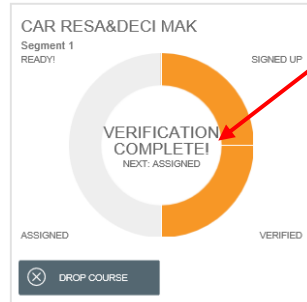 CAR RESA&DECI MAK
Segment 1
READY!
SIGNED UP
VERIFICATION
COMPLETE!
NEXT: ASSIGNED
ASSIGNED
VERIFIED
DROP COURSE